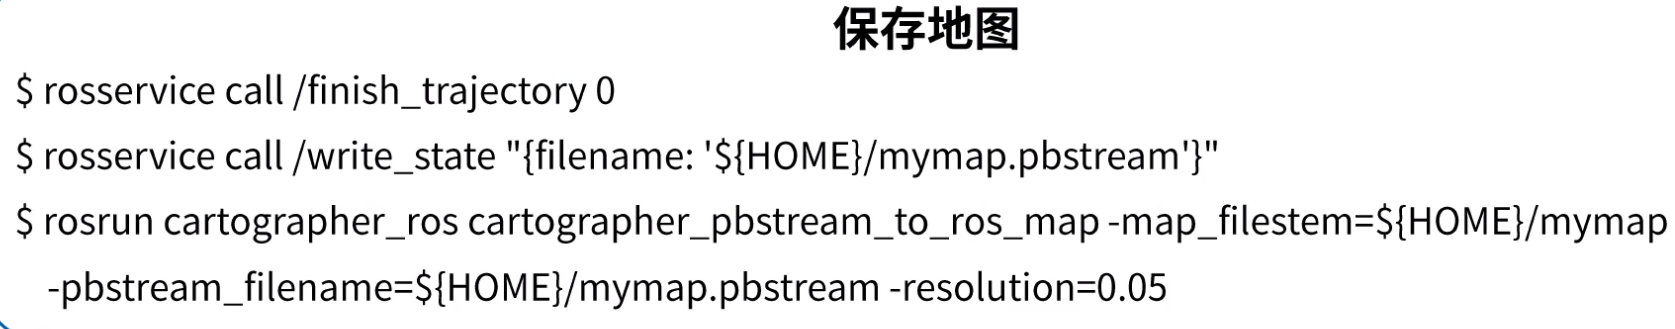 保存地图
$ rosservice call /finish_trajectory 0
$ rosservice call /write_state "{filename: '${HOME}/mymap.pbstream'}"
$ rosrun cartographer_ros cartographer_pbstream_to_ros_map -map_filestem=${HOME}/mymap
-pbstream_filename=${HOME}/mymap.pbstream -resolution=0.05